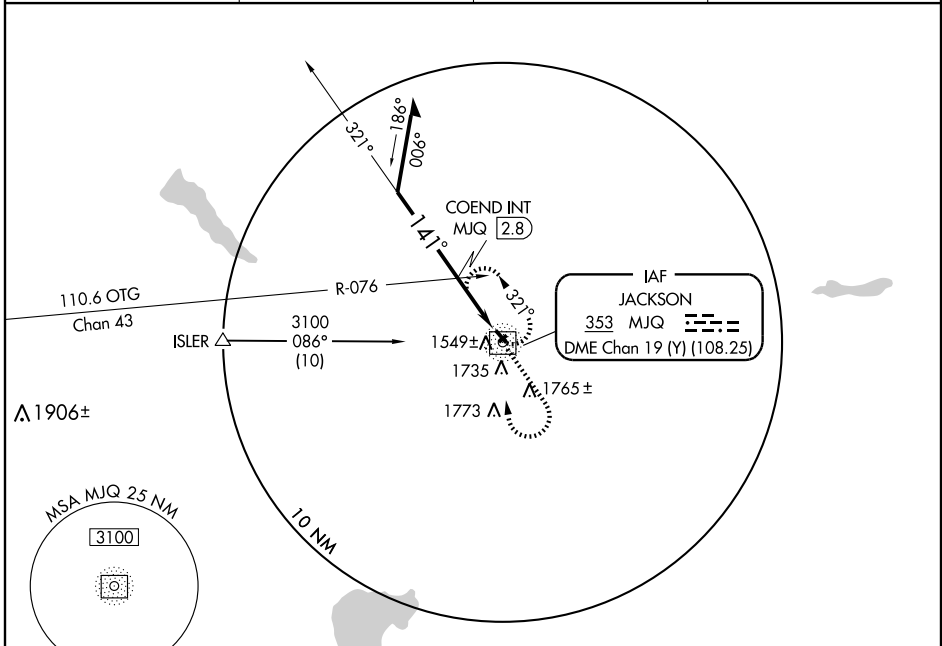 321°
186°
006°
141°
COEND INT
MJQ 2.8
R-076
110.6 OTG
Chan 43
ISLER
3100
086°
(10)
321°
IAF
JACKSON
353 MJQ
DME Chan 19 (Y) (108.25)
1549±
1735
1765±
1773
1906±
MSA MJQ 25 NM
3100
10 NM